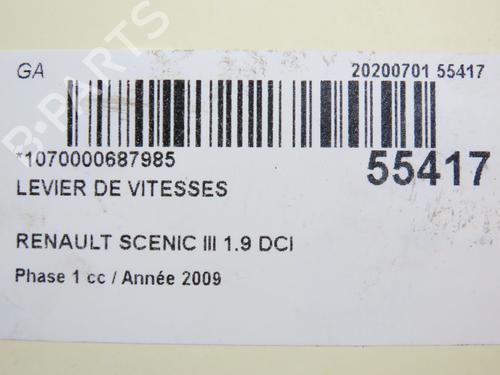 GA 20200701 55417
*1070000687985 55417
LEVIER DE VITESSES
RENAULT SCENIC III 1.9 DCI
Phase 1 cc / Année 2009
B-PARTS